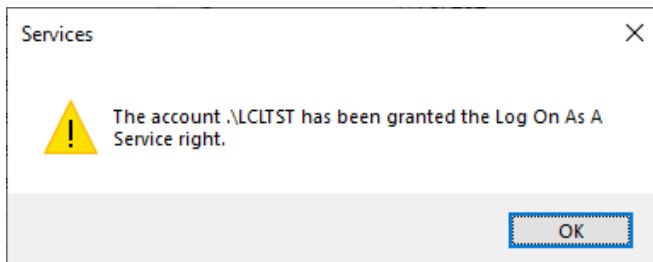 Services
The account .\LCLTST has been granted the Log On As A
Service right.
OK